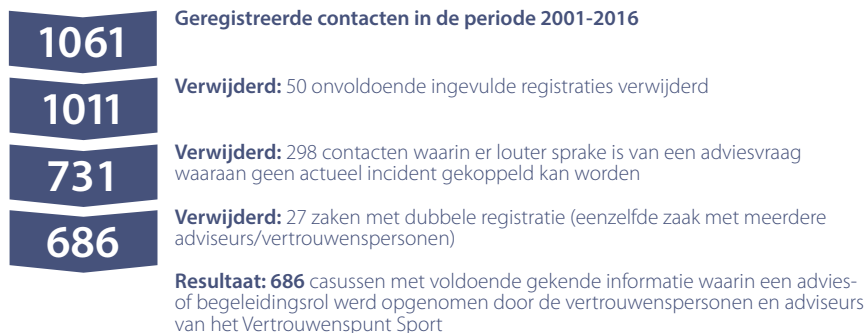 1061
Geregistreerde contacten in de periode 2001-2016
1011
Verwijderd: 50 onvoldoende ingevulde registraties verwijderd
731
Verwijderd: 298 contacten waarin er louter sprake is van een adviesvraag
waaraan geen actueel incident gekoppeld kan worden
686
Verwijderd: 27 zaken met dubbele registratie (eenzelfde zaak met meerdere
adviseurs/vertrouwenspersonen)
Resultaat: 686 casussen met voldoende gekende informatie waarin een advies-
of begeleidingsrol werd opgenomen door de vertrouwenspersonen en adviseurs
van het Vertrouwenspunt Sport